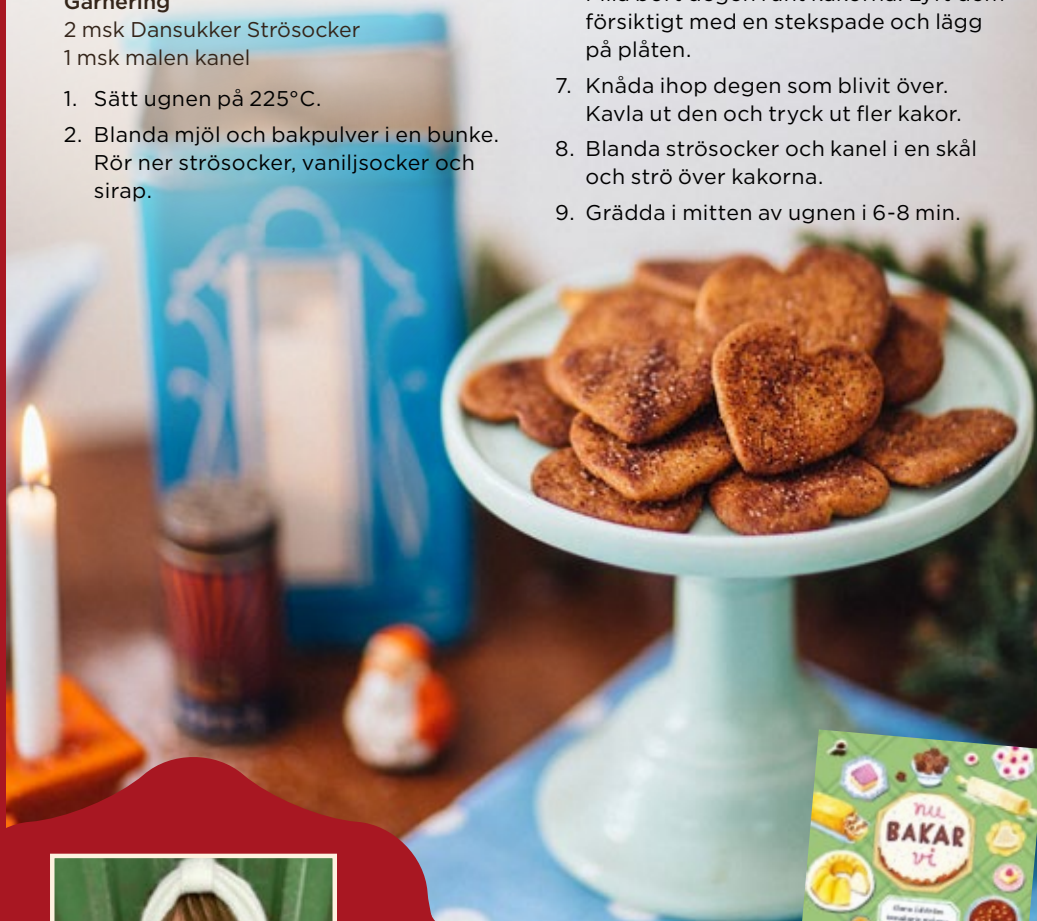 Garnering
2 msk Dansukker Strösocker
1 msk malen kanel
1. Sätt ugnen på 225°C.
2. Blanda mjöl och bakpulver i en bunke.
Rör ner strösocker, vaniljsocker och
sirap.
försiktigt med en stekspade och lägg
på plåten.
7. Knåda ihop degen som blivit över.
Kavla ut den och tryck ut fler kakor.
8. Blanda strösocker och kanel i en skål
och strö över kakorna.
9. Grädda i mitten av ugnen i 6-8 min.
nu
BAKAR
vi